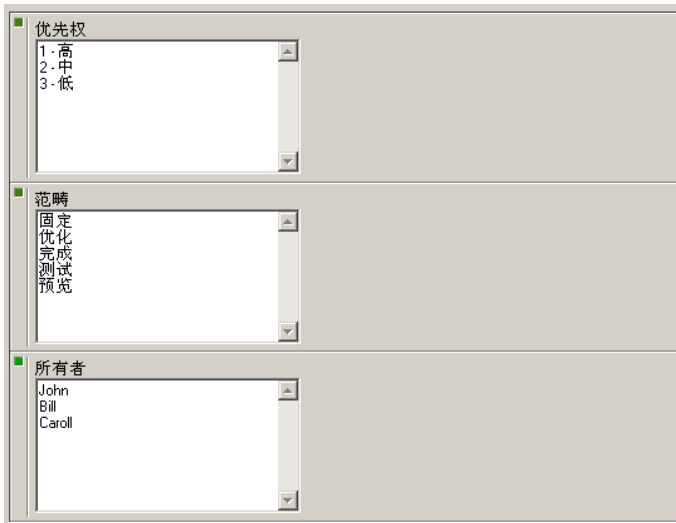 优先权
1 - 高
2 - 中
3 - 低
范畴
固定
优化
完成
测试
预览
所有者
John
Bill
Caroll